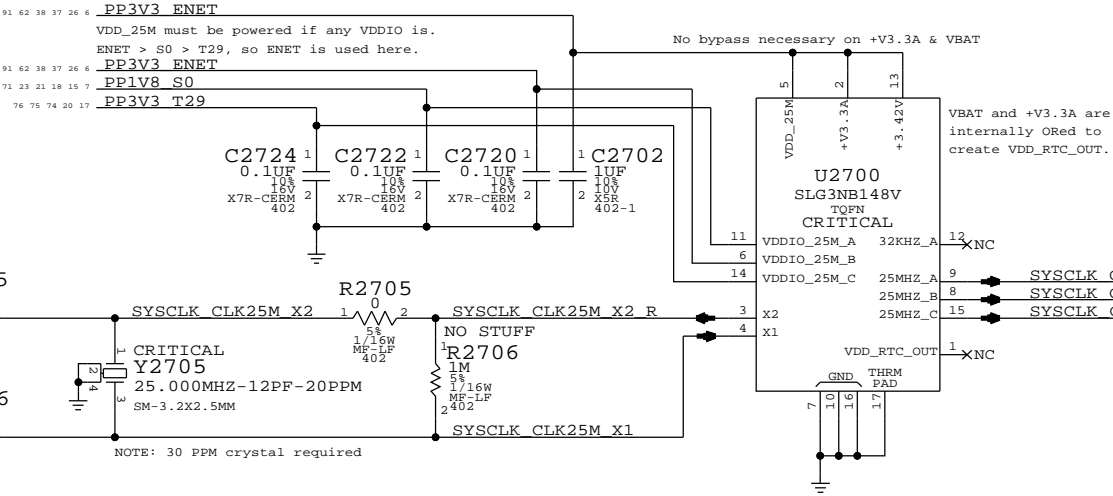 91 62 38 37 26 6 PP3V3_ENET
VDD_25M must be powered if any VDDIO is.
ENET > S0 > T29, so ENET is used here.
91 62 38 37 26 6 PP3V3_ENET
71 23 21 18 15 7 PP1V8_S0
76 75 74 20 17 PP3V3_T29
No bypass necessary on +V3.3A & VBAT
5 2 13
VDD_25M +V3.3A +3.42V
VBAT and +V3.3A are
internally ORed to
create VDD_RTC_OUT.
C2724 1
0.1UF
10%
16V
X7R-CERM 2
402
C2722 1
0.1UF
10%
16V
X7R-CERM 2
402
C2720 1
0.1UF
10%
16V
X7R-CERM 2
402
1 C2702
1UF
10%
10V
2 X5R
402-1
U2700
SLG3NB148V
TQFN
CRITICAL
11 VDDIO_25M_A 32KHZ_A 12 NC
6 VDDIO_25M_B
14 VDDIO_25M_C 25MHZ_A 9 SYSCLK_
25MHZ_B 8 SYSCLK_
3 X2 25MHZ_C 15 SYSCLK_
4 X1
VDD_RTC_OUT 1 NC
GND THRM
PAD
7 10 16 17
5
R2705
SYSCLK_CLK25M_X2 1 0 2 SYSCLK_CLK25M_X2_R
5%
1/16W
MF-LF
402
NO STUFF
1 R2706
1M
5%
1/16W
MF-LF
2 402
1 CRITICAL
2 Y2705
4 25.000MHZ-12PF-20PPM
3 SM-3.2X2.5MM
6
SYSCLK_CLK25M_X1
NOTE: 30 PPM crystal required